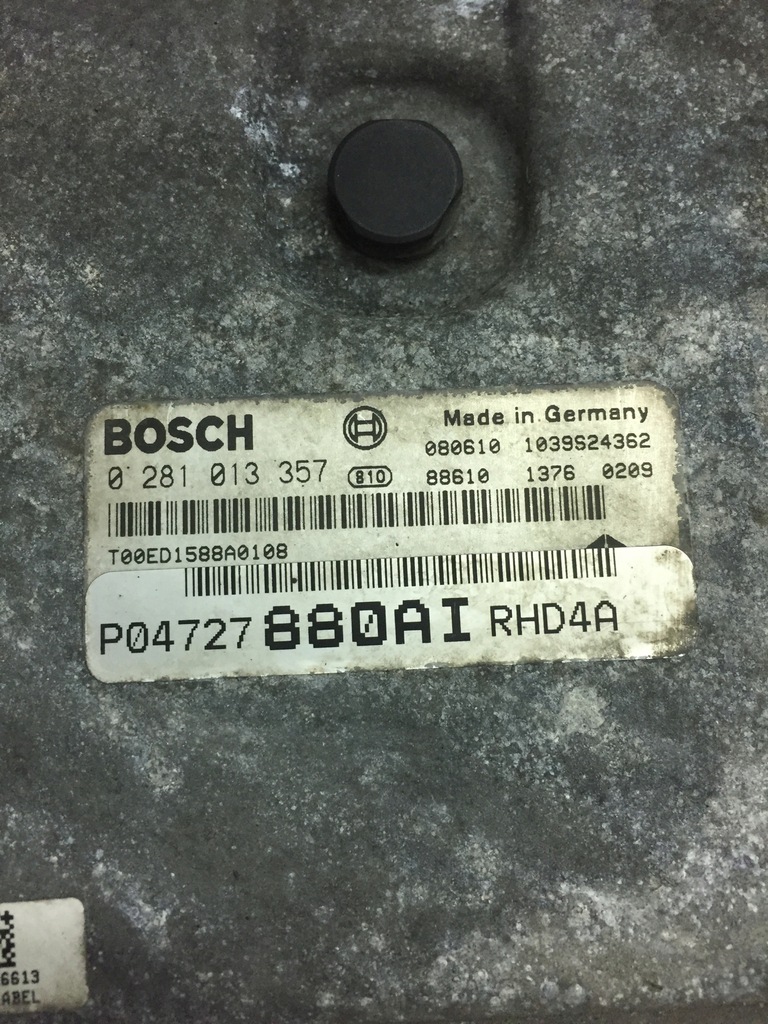 BOSCH
Made in Germany
080610 1039S24362
0 281 013 357 810 88610 1376 0209
T00ED1588A0108
P04727 880AI RHD4A
6613
ABEL